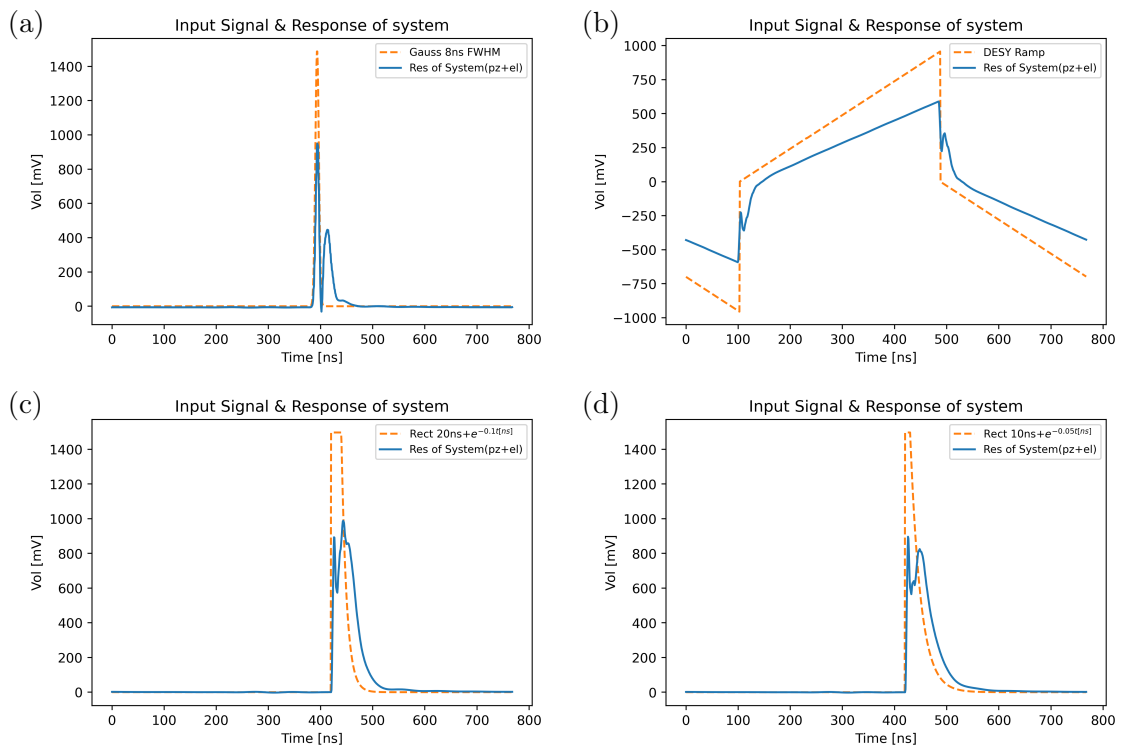 (a)
Input Signal & Response of system
Gauss 8ns FWHM
Res of System(pz+el)
Vol [mV]
1400
1200
1000
800
600
400
200
0
0 100 200 300 400 500 600 700 800
Time [ns]
(b)
Input Signal & Response of system
DESY Ramp
Res of System(pz+el)
Vol [mV]
1000
750
500
250
0
−250
−500
−750
−1000
0 100 200 300 400 500 600 700 800
Time [ns]
(c)
Input Signal & Response of system
Rect 20ns+e^{-0.1t[ns]}
Res of System(pz+el)
Vol [mV]
1400
1200
1000
800
600
400
200
0
0 100 200 300 400 500 600 700 800
Time [ns]
(d)
Input Signal & Response of system
Rect 10ns+e^{-0.05t[ns]}
Res of System(pz+el)
Vol [mV]
1400
1200
1000
800
600
400
200
0
0 100 200 300 400 500 600 700 800
Time [ns]